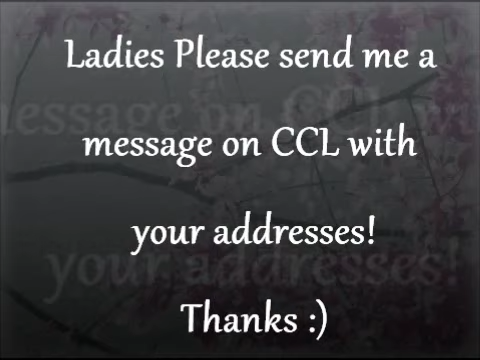 Ladies Please send me a
message on CCL with
your addresses!
Thanks :)